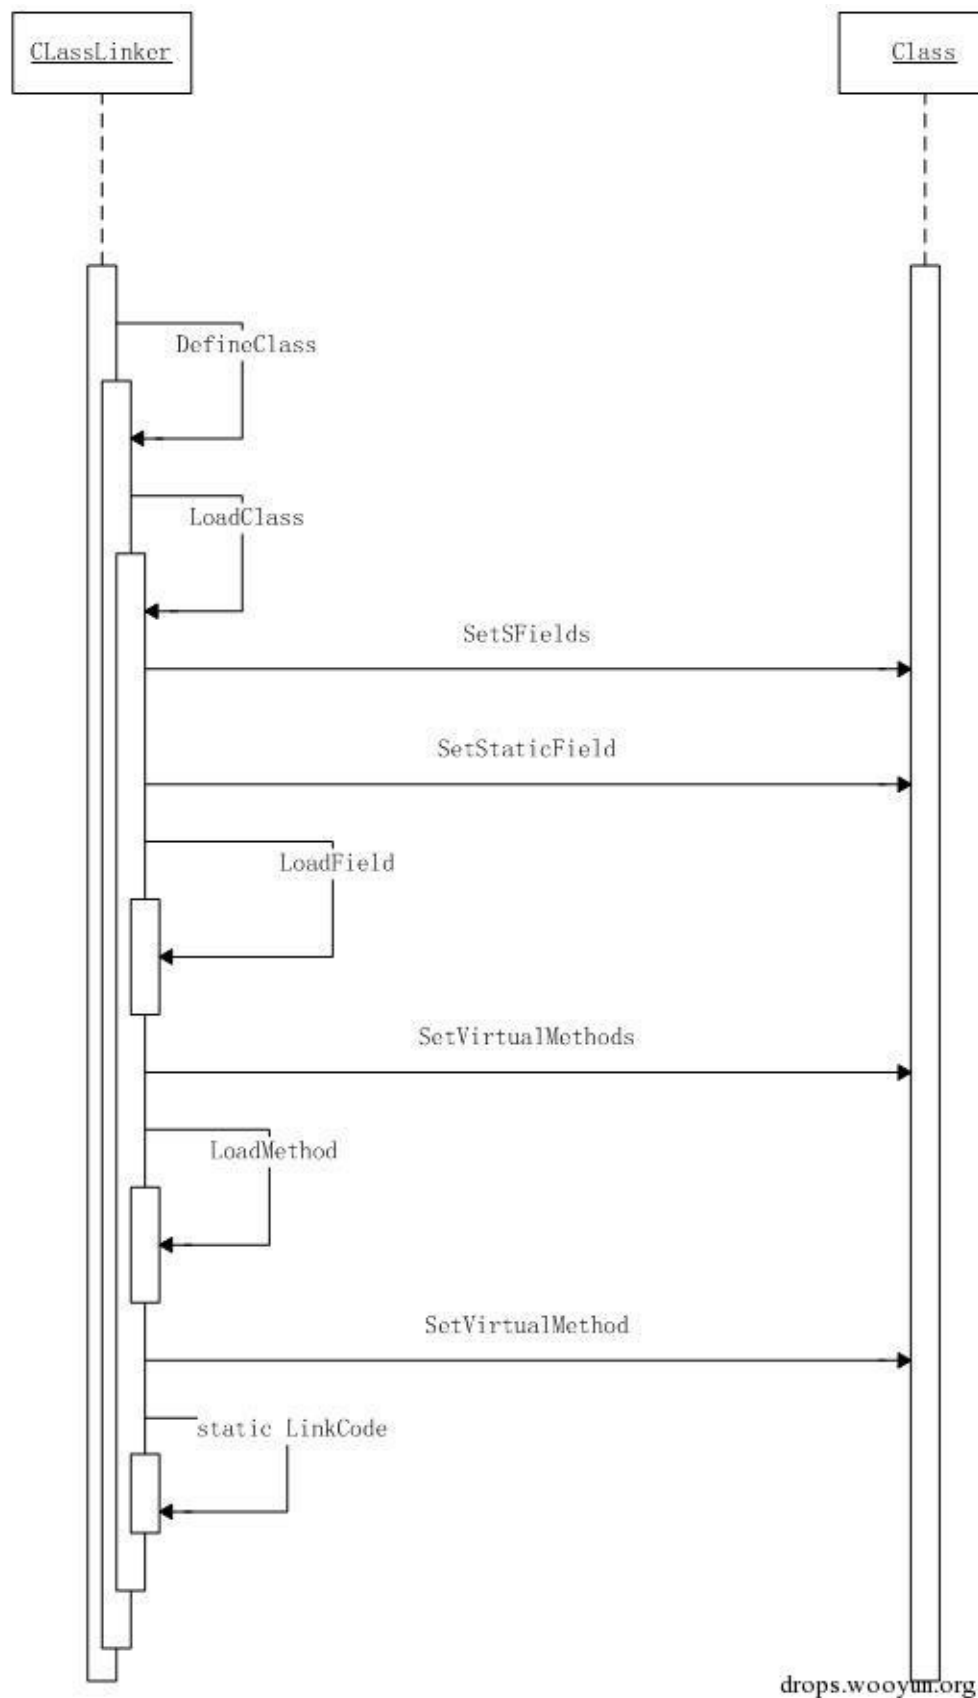 CLassLinker
Class
DefineClass
LoadClass
SetSFields
SetStaticField
LoadField
SetVirtualMethods
LoadMethod
SetVirtualMethod
static LinkCode
drops.wooyun.org